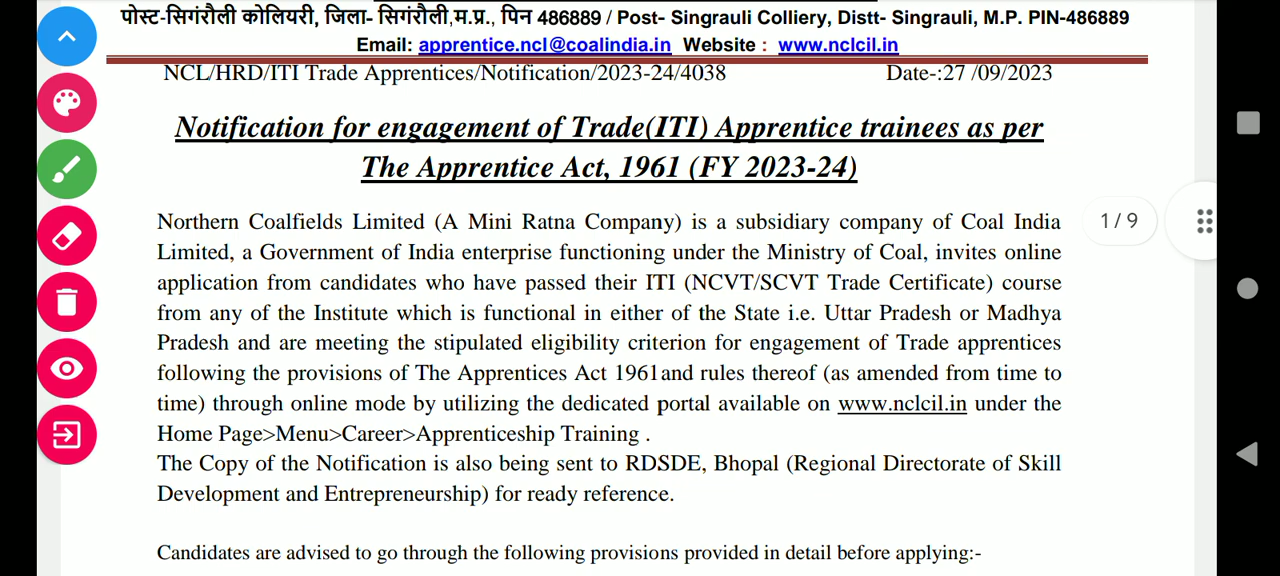 पोस्ट-सिगंरौली कोलियरी, जिला- सिगंरौली,म.प्र., पिन 486889 / Post- Singrauli Colliery, Distt- Singrauli, M.P. PIN-486889
Email: apprentice.ncl@coalindia.in Website : www.nclcil.in
NCL/HRD/ITI Trade Apprentices/Notification/2023-24/4038 Date-:27 /09/2023
Notification for engagement of Trade(ITI) Apprentice trainees as per
The Apprentice Act, 1961 (FY 2023-24)
Northern Coalfields Limited (A Mini Ratna Company) is a subsidiary company of Coal India
1 / 9
Limited, a Government of India enterprise functioning under the Ministry of Coal, invites online
application from candidates who have passed their ITI (NCVT/SCVT Trade Certificate) course
from any of the Institute which is functional in either of the State i.e. Uttar Pradesh or Madhya
Pradesh and are meeting the stipulated eligibility criterion for engagement of Trade apprentices
following the provisions of The Apprentices Act 1961and rules thereof (as amended from time to
time) through online mode by utilizing the dedicated portal available on www.nclcil.in under the
Home Page>Menu>Career>Apprenticeship Training .
The Copy of the Notification is also being sent to RDSDE, Bhopal (Regional Directorate of Skill
Development and Entrepreneurship) for ready reference.
Candidates are advised to go through the following provisions provided in detail before applying:-